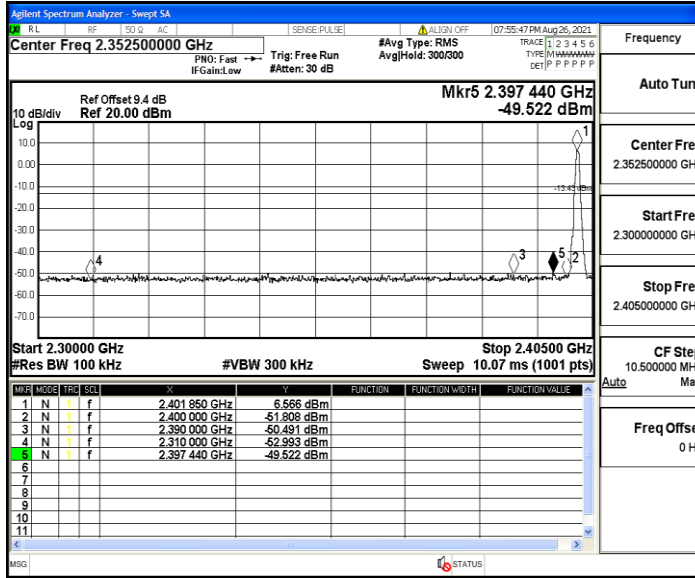 Agilent Spectrum Analyzer - Swept SA
RL RF 50 Ω AC SENSE:PULSE ALIGN OFF 07:55:47 PM Aug 26, 2021
Center Freq 2.352500000 GHz
PNO: Fast
IFGain:Low
Trig: Free Run
#Atten: 30 dB
#Avg Type: RMS
Avg|Hold: 300/300
TRACE 1 2 3 4 5 6
TYPE MWWWWW
DET P P P P P P
Ref Offset 9.4 dB
Ref 20.00 dBm
10 dB/div
Log
Mkr5 2.397 440 GHz
-49.522 dBm
10.0
0.00
-10.0
-20.0
-30.0
-40.0
-50.0
-60.0
-70.0
1
-13.43 dBm
4
3
5
2
Start 2.30000 GHz
Stop 2.40500 GHz
#Res BW 100 kHz
#VBW 300 kHz
Sweep 10.07 ms (1001 pts)
MKR MODE TRC SCL X Y FUNCTION FUNCTION WIDTH FUNCTION VALUE
1 N 1 f 2.401 850 GHz 6.566 dBm
2 N 1 f 2.400 000 GHz -51.808 dBm
3 N 1 f 2.390 000 GHz -50.491 dBm
4 N 1 f 2.310 000 GHz -52.993 dBm
5 N 1 f 2.397 440 GHz -49.522 dBm
6
7
8
9
10
11
MSG
STATUS
Frequency
Auto Tun
Center Fre
2.352500000 GH
Start Fre
2.300000000 GH
Stop Fre
2.405000000 GH
CF Step
10.500000 MH
Auto Ma
Freq Offse
0 H